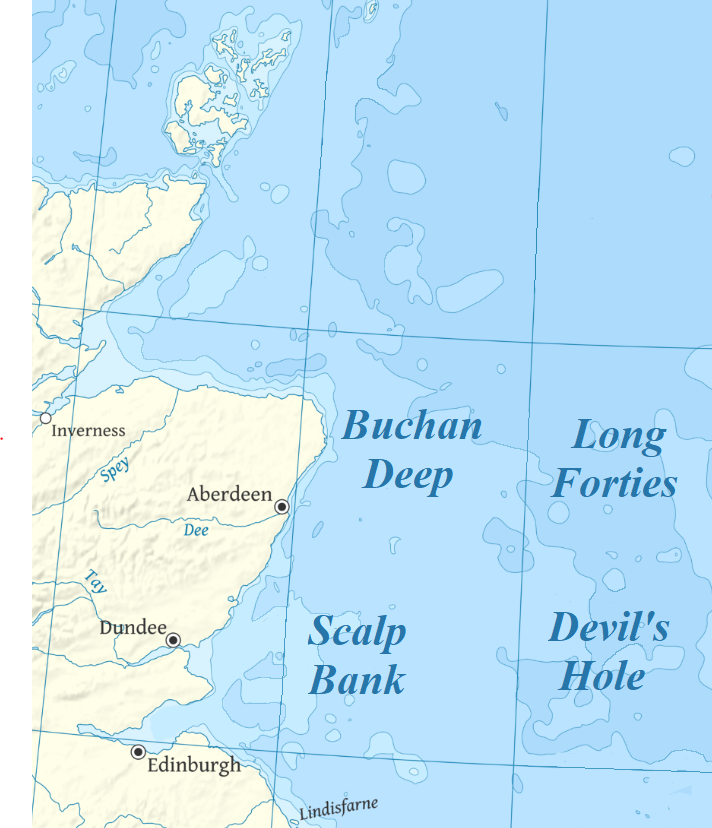 Buchan
Deep
Long
Forties
Inverness
Spey
Aberdeen
Dee
Tay
Dundee
Scalp
Bank
Devil's
Hole
Edinburgh
Lindisfarne